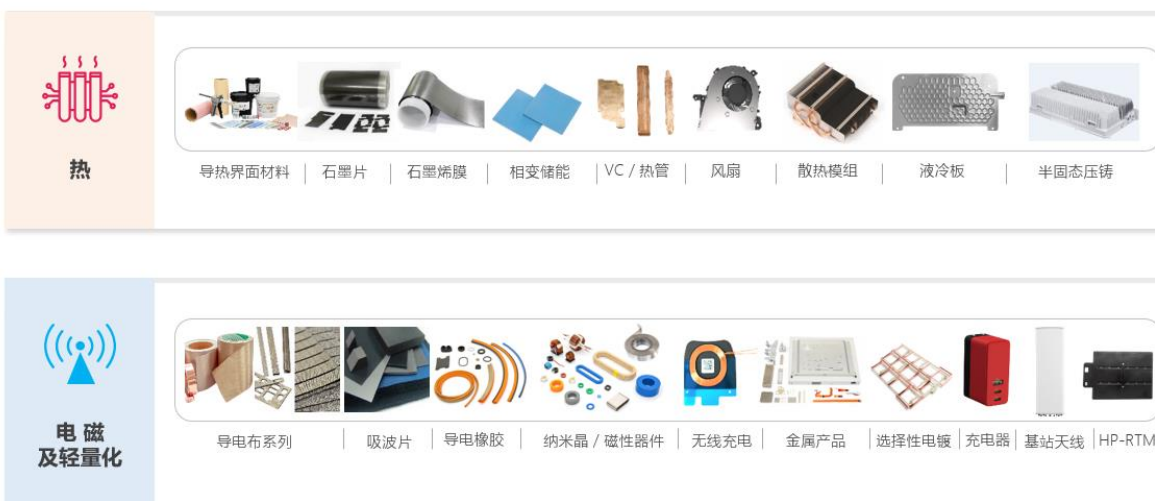 热
导热界面材料 | 石墨片 | 石墨烯膜 | 相变储能 | VC / 热管 | 风扇 | 散热模组 | 液冷板 | 半固态压铸
电 磁
及轻量化
导电布系列 | 吸波片 | 导电橡胶 | 纳米晶 / 磁性器件 | 无线充电 | 金属产品 | 选择性电镀 | 充电器 | 基站天线 | HP-RTM